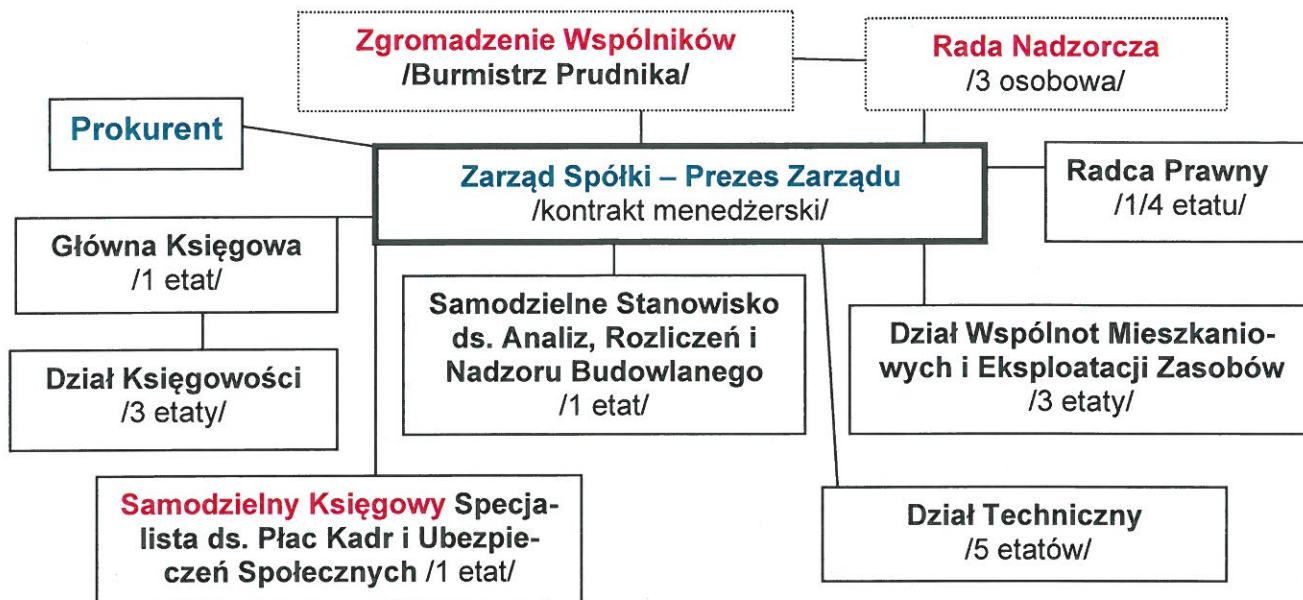 Zgromadzenie Wspólników
/Burmistrz Prudnika/
Rada Nadzorcza
/3 osobowa/
Prokurent
Zarząd Spółki – Prezes Zarządu
/kontrakt menedżerski/
Radca Prawny
/1/4 etatu/
Główna Księgowa
/1 etat/
Samodzielne Stanowisko
ds. Analiz, Rozliczeń i
Nadzoru Budowlanego
/1 etat/
Dział Wspólnot Mieszkanio-
wych i Eksploatacji Zasobów
/3 etaty/
Dział Księgowości
/3 etaty/
Samodzielny Księgowy Specja-
lista ds. Płac Kadr i Ubezpie-
czeń Społecznych /1 etat/
Dział Techniczny
/5 etatów/